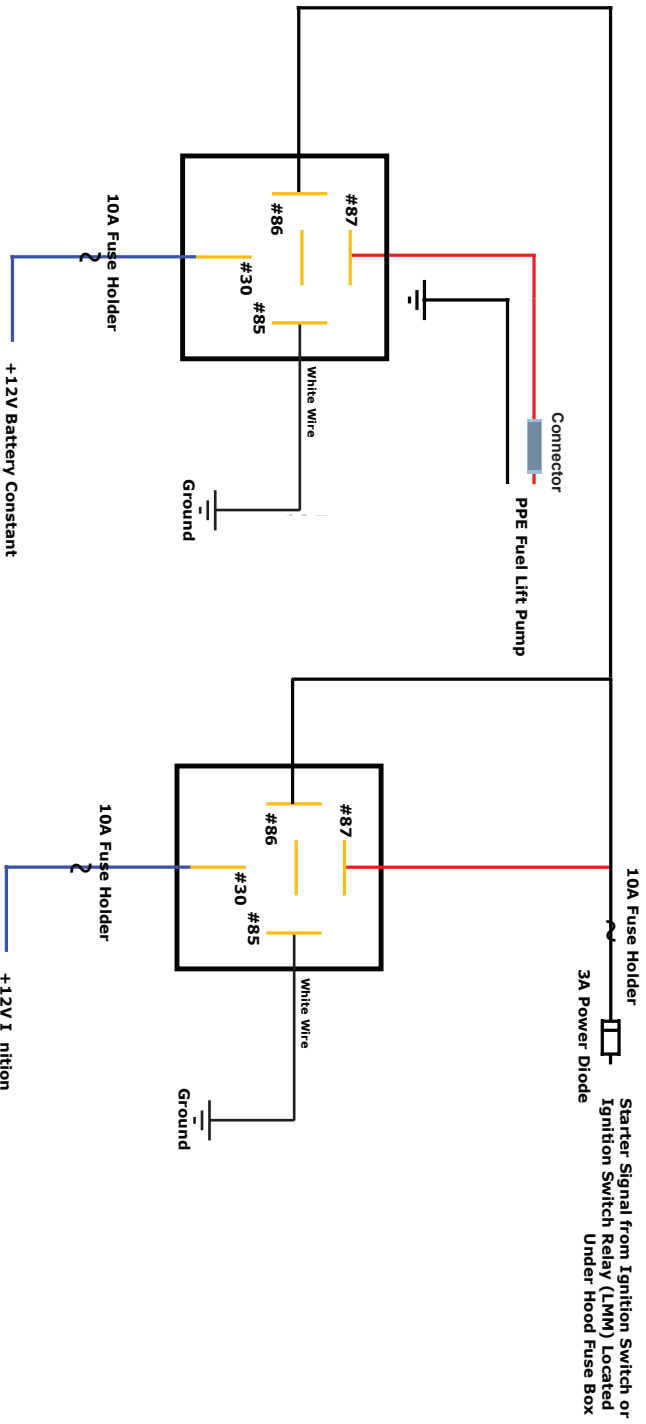 Starter Signal from Ignition Switch or
Ignition Switch Relay (LMM) Located
Under Hood Fuse Box
10A Fuse Holder
3A Power Diode
Connector
PPE Fuel Lift Pump
#87
#86
#30
#85
White Wire
Ground
10A Fuse Holder
+12V Battery Constant
#87
#86
#30
#85
White Wire
Ground
10A Fuse Holder
+12V I nition